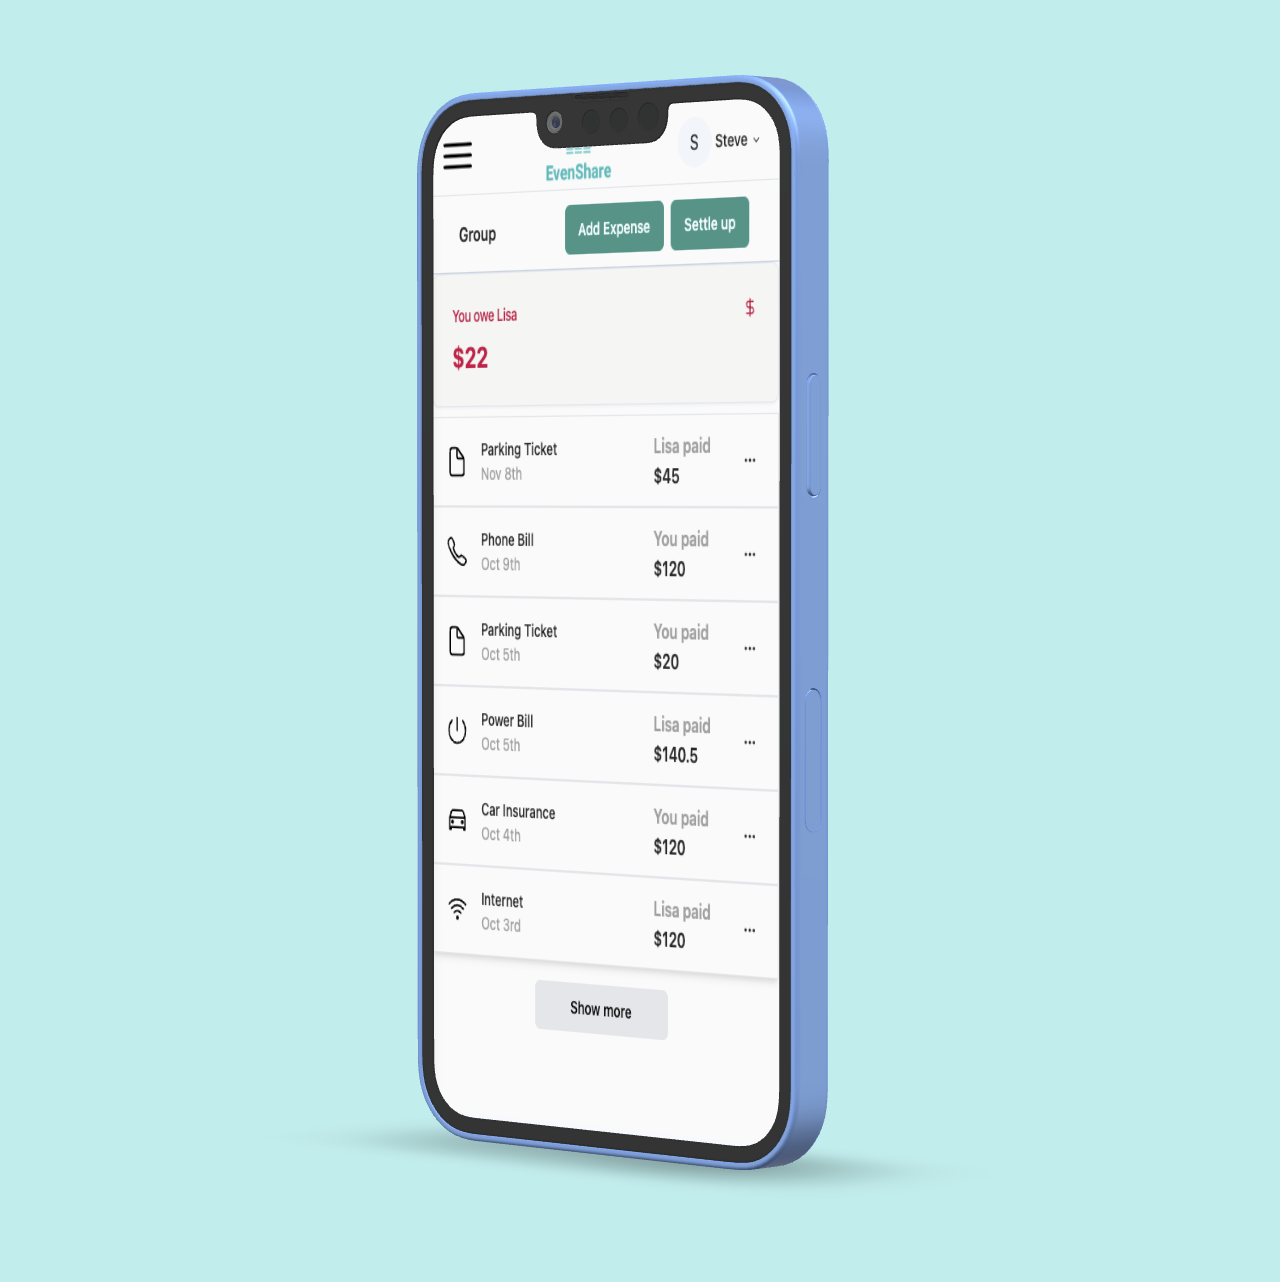 EvenShare
S Steve
Group
Add Expense
Settle up
You owe Lisa
$
$22
Parking Ticket
Nov 8th
Lisa paid
$45
Phone Bill
Oct 9th
You paid
$120
Parking Ticket
Oct 5th
You paid
$20
Power Bill
Oct 5th
Lisa paid
$140.5
Car Insurance
Oct 4th
You paid
$120
Internet
Oct 3rd
Lisa paid
$120
Show more